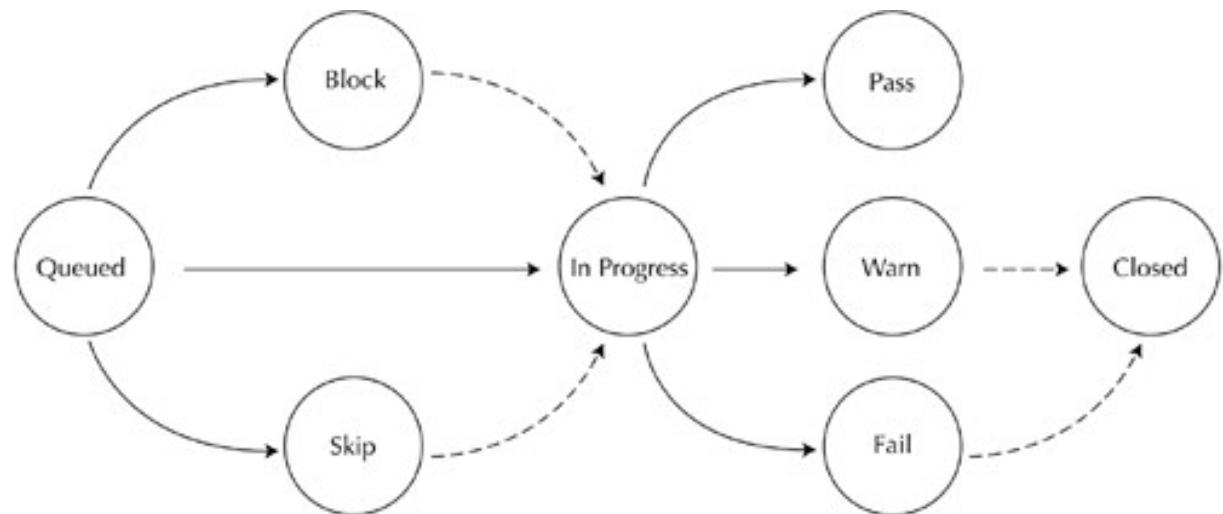 Block
Pass
Queued
In Progress
Warn
Closed
Skip
Fail